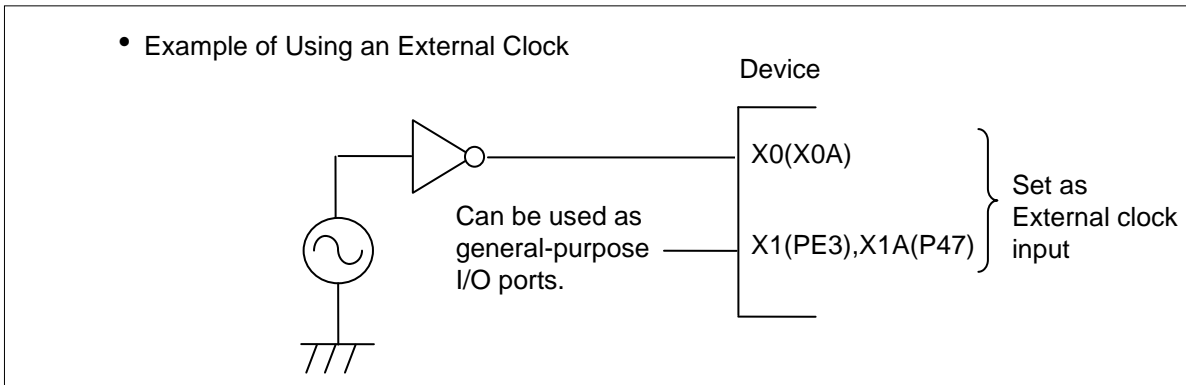 • Example of Using an External Clock
Device
X0(X0A)
Can be used as
general-purpose
I/O ports.
X1(PE3),X1A(P47)
Set as
External clock
input